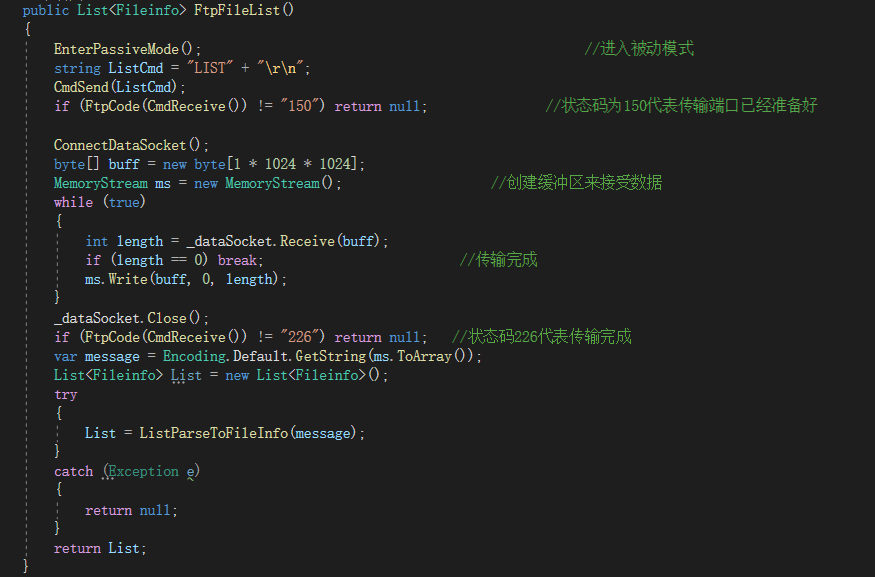 public List<Fileinfo> FtpFileList()
{
EnterPassiveMode(); //进入被动模式
string ListCmd = "LIST" + "\r\n";
CmdSend(ListCmd);
if (FtpCode(CmdReceive()) != "150") return null; //状态码为150代表传输端口已经准备好
ConnectDataSocket();
byte[] buff = new byte[1 * 1024 * 1024];
MemoryStream ms = new MemoryStream(); //创建缓冲区来接受数据
while (true)
{
int length = _dataSocket.Receive(buff);
if (length == 0) break; //传输完成
ms.Write(buff, 0, length);
}
_dataSocket.Close();
if (FtpCode(CmdReceive()) != "226") return null; //状态码226代表传输完成
var message = Encoding.Default.GetString(ms.ToArray());
List<Fileinfo> List = new List<Fileinfo>();
try
{
List = ListParseToFileInfo(message);
}
catch (Exception e)
{
return null;
}
return List;
}